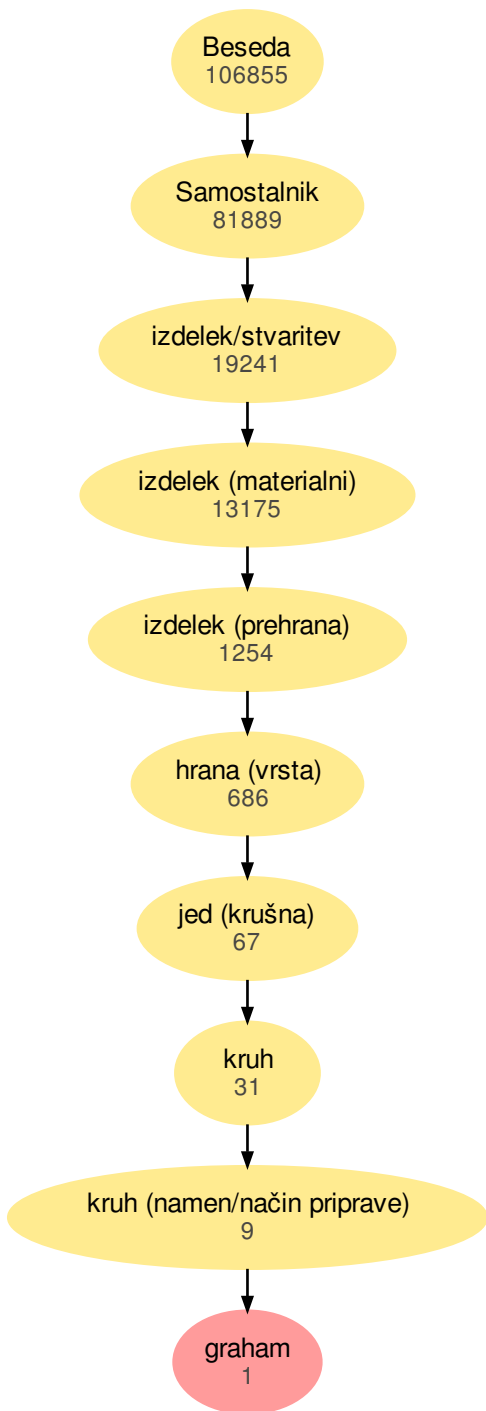 Beseda
106855
Samostalnik
81889
izdelek/stvaritev
19241
izdelek (materialni)
13175
izdelek (prehrana)
1254
hrana (vrsta)
686
jed (krušna)
67
kruh
31
kruh (namen/način priprave)
9
graham
1